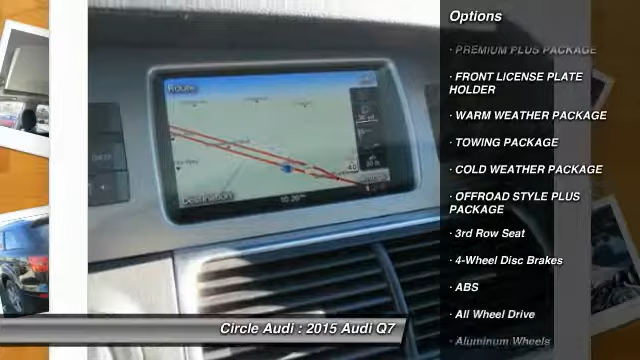 Options
· PREMIUM PLUS PACKAGE
· FRONT LICENSE PLATE
HOLDER
· WARM WEATHER PACKAGE
· TOWING PACKAGE
· COLD WEATHER PACKAGE
· OFFROAD STYLE PLUS
PACKAGE
· 3rd Row Seat
· 4-Wheel Disc Brakes
· ABS
· All Wheel Drive
· Aluminum Wheels
Route
Destination
Circle Audi : 2015 Audi Q7